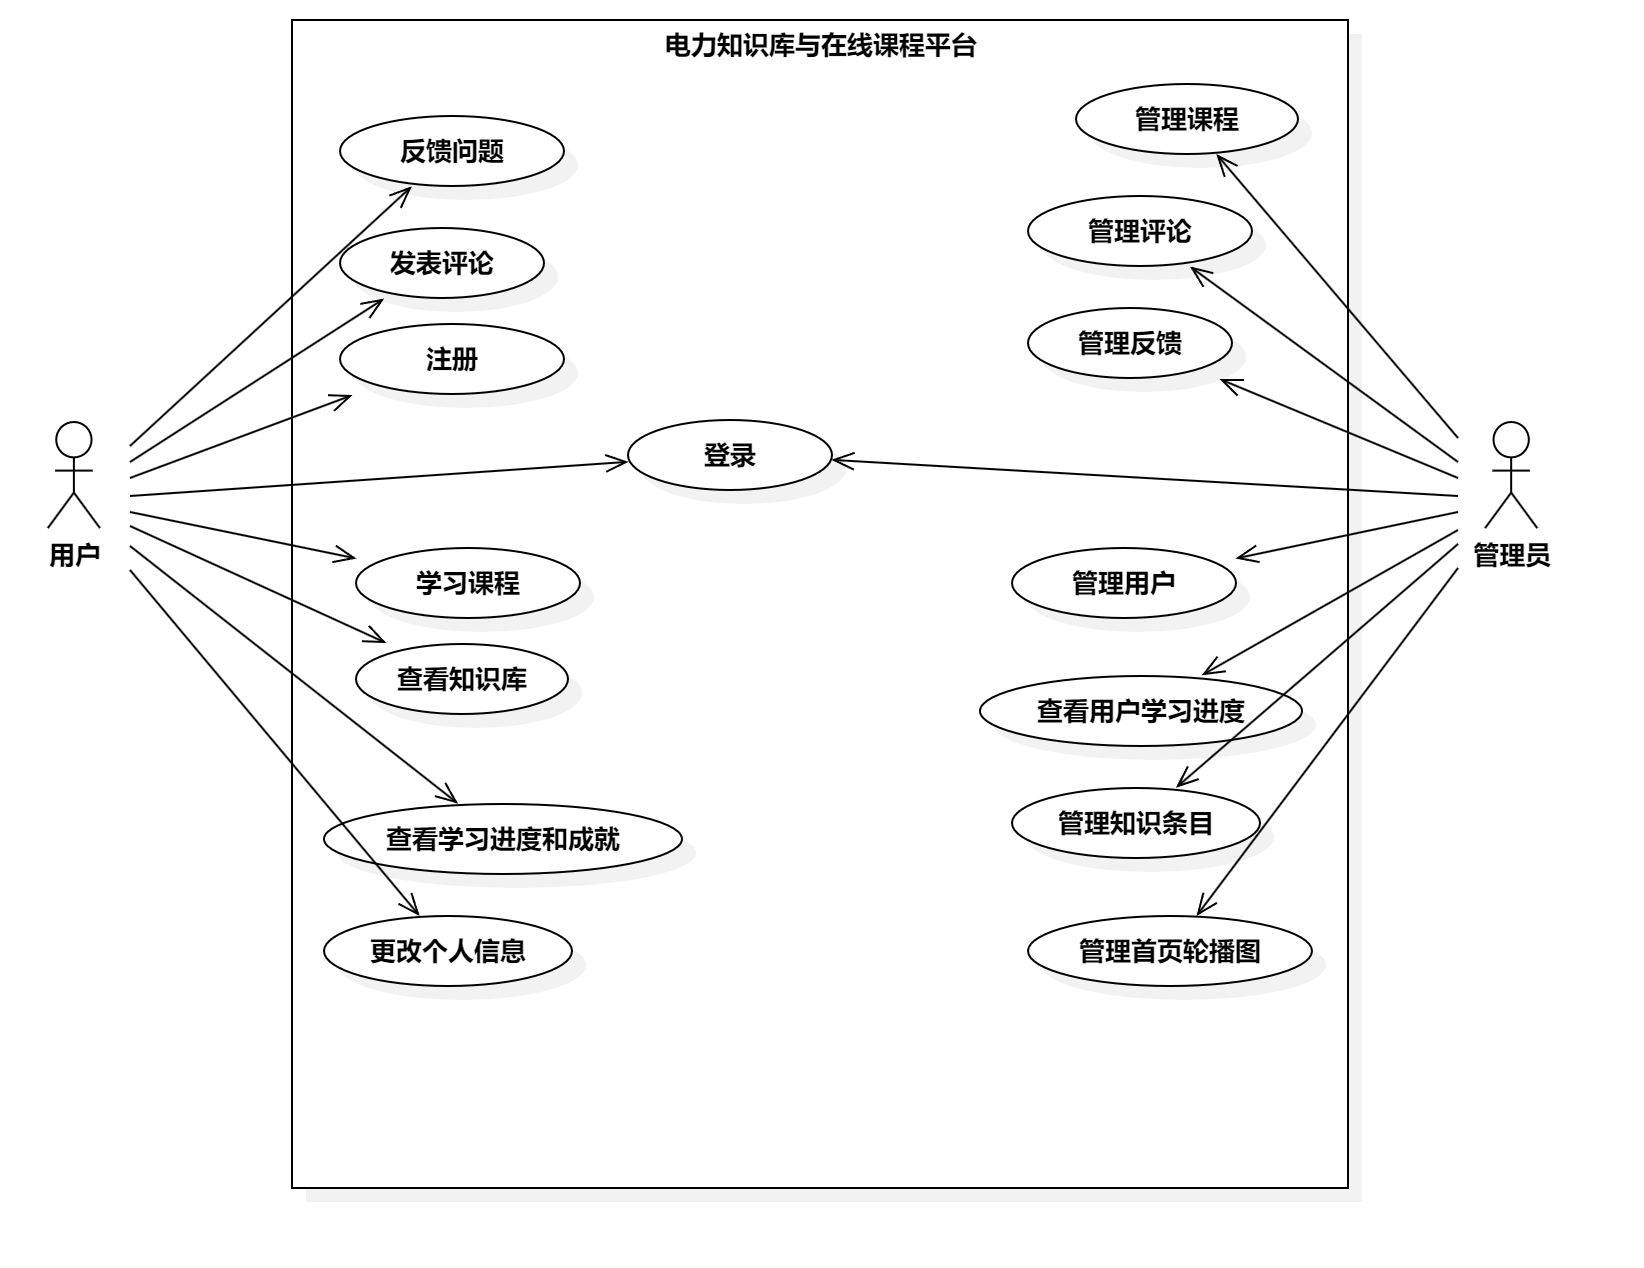 电力知识库与在线课程平台
反馈问题
发表评论
注册
登录
用户
学习课程
查看知识库
查看学习进度和成就
更改个人信息
管理课程
管理评论
管理反馈
管理员
管理用户
查看用户学习进度
管理知识条目
管理首页轮播图